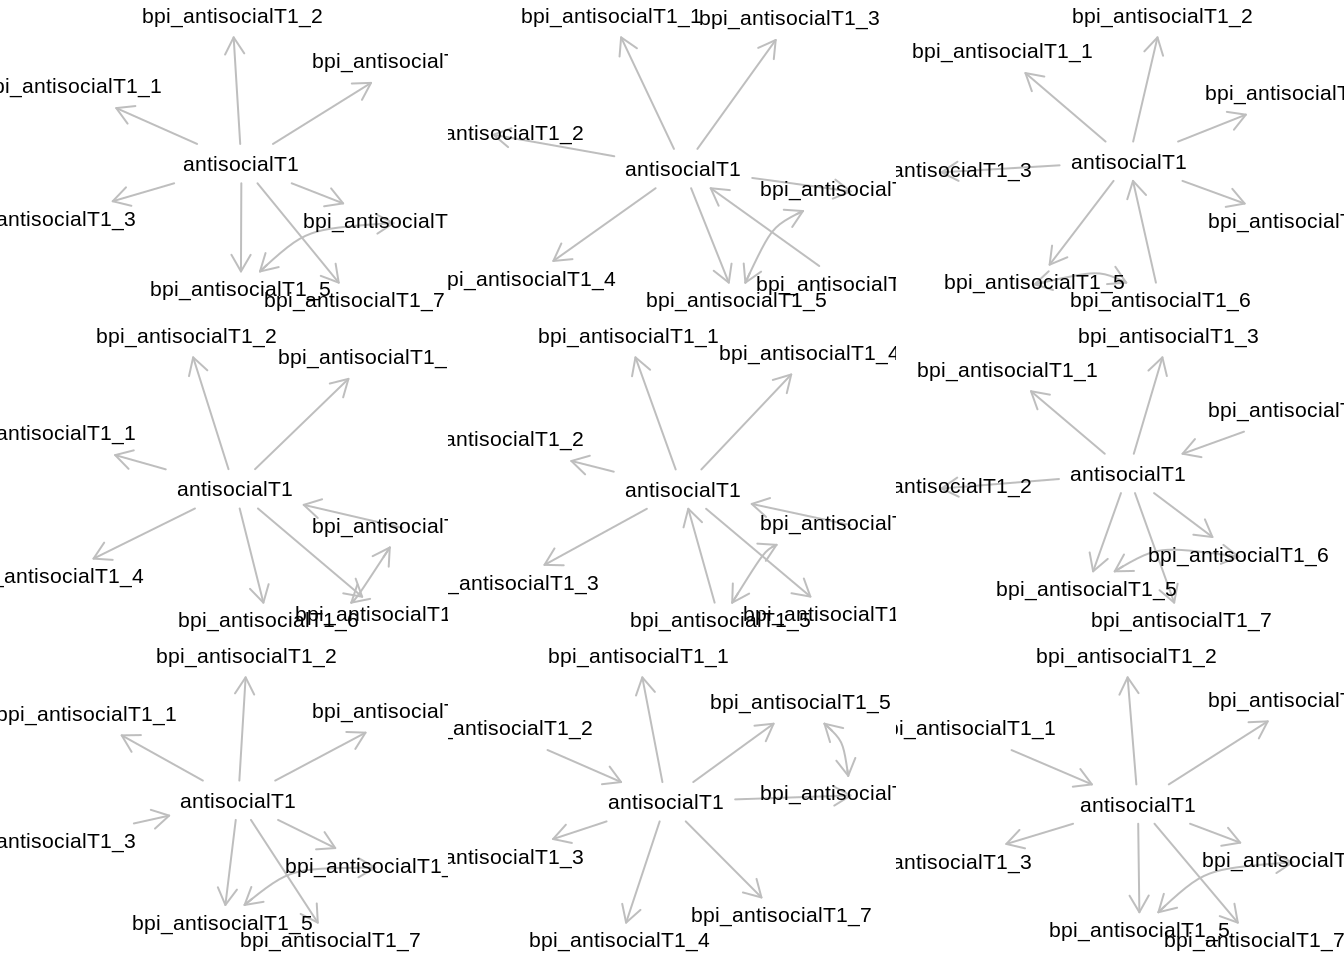 bpi_antisocialT1_2
bpi_antisocialT
pi_antisocialT1_1
antisocialT1
antisocialT1_3
bpi_antisocialT
bpi_antisocialT1_5
bpi_antisocialT1_7
bpi_antisocialT1_1
bpi_antisocialT1_3
antisocialT1_2
antisocialT1
bpi_antisocialT
pi_antisocialT1_4
bpi_antisocialT
bpi_antisocialT1_5
bpi_antisocialT1_2
bpi_antisocialT1_1
bpi_antisocialT
antisocialT1
antisocialT1_3
bpi_antisocialT
bpi_antisocialT1_5
bpi_antisocialT1_6
bpi_antisocialT1_2
bpi_antisocialT1_
antisocialT1_1
antisocialT1
bpi_antisocialT
_antisocialT1_4
bpi_antisocialT1_6
bpi_antisocialT1
bpi_antisocialT1_1
bpi_antisocialT1_4
antisocialT1_2
antisocialT1
bpi_antisocialT
_antisocialT1_3
bpi_antisocialT1_5
bpi_antisocialT1
bpi_antisocialT1_3
bpi_antisocialT1_1
bpi_antisocialT
antisocialT1
antisocialT1_2
bpi_antisocialT1_6
bpi_antisocialT1_5
bpi_antisocialT1_7
bpi_antisocialT1_2
bpi_antisocialT1_1
bpi_antisocialT
antisocialT1
antisocialT1_3
bpi_antisocialT1_
bpi_antisocialT1_5
bpi_antisocialT1_7
bpi_antisocialT1_1
bpi_antisocialT1_5
_antisocialT1_2
bpi_antisocialT
antisocialT1
antisocialT1_3
bpi_antisocialT1_7
bpi_antisocialT1_4
bpi_antisocialT1_2
bpi_antisocialT
pi_antisocialT1_1
antisocialT1
antisocialT1_3
bpi_antisocialT
bpi_antisocialT1_5
bpi_antisocialT1_7